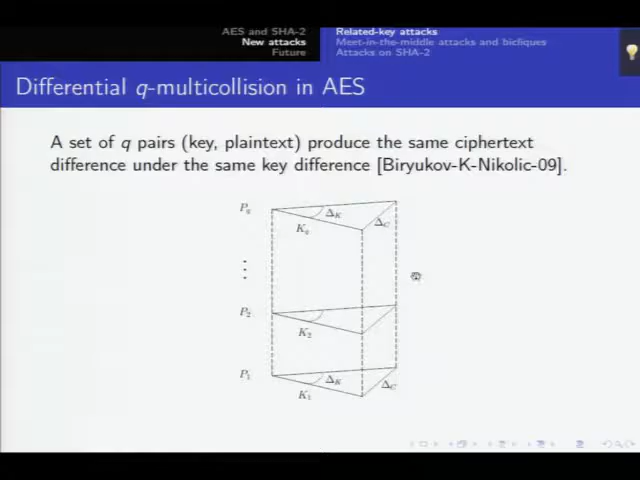 AES and SHA-2
New attacks
Future
Related-key attacks
Meet-in-the-middle attacks and bicliques
Attacks on SHA-2
Differential q-multicollision in AES
A set of q pairs (key, plaintext) produce the same ciphertext
difference under the same key difference [Biryukov-K-Nikolic-09].
P_q
Δ_K
K_q
Δ_C
P_2
K_2
P_1
Δ_K
K_1
Δ_C